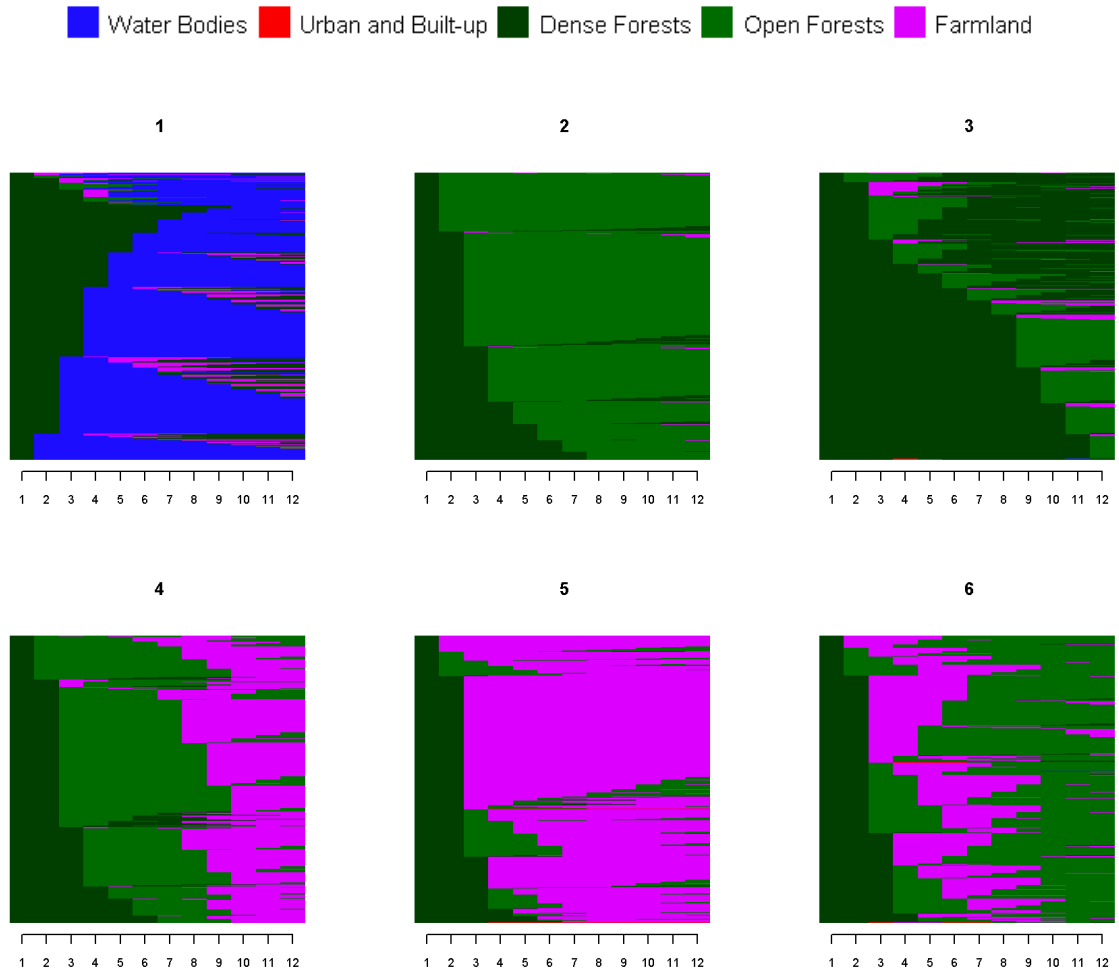 Water Bodies Urban and Built-up Dense Forests Open Forests Farmland
1 2 3
1 2 3 4 5 6 7 8 9 10 11 12 1 2 3 4 5 6 7 8 9 10 11 12 1 2 3 4 5 6 7 8 9 10 11 12
4 5 6
1 2 3 4 5 6 7 8 9 10 11 12 1 2 3 4 5 6 7 8 9 10 11 12 1 2 3 4 5 6 7 8 9 10 11 12